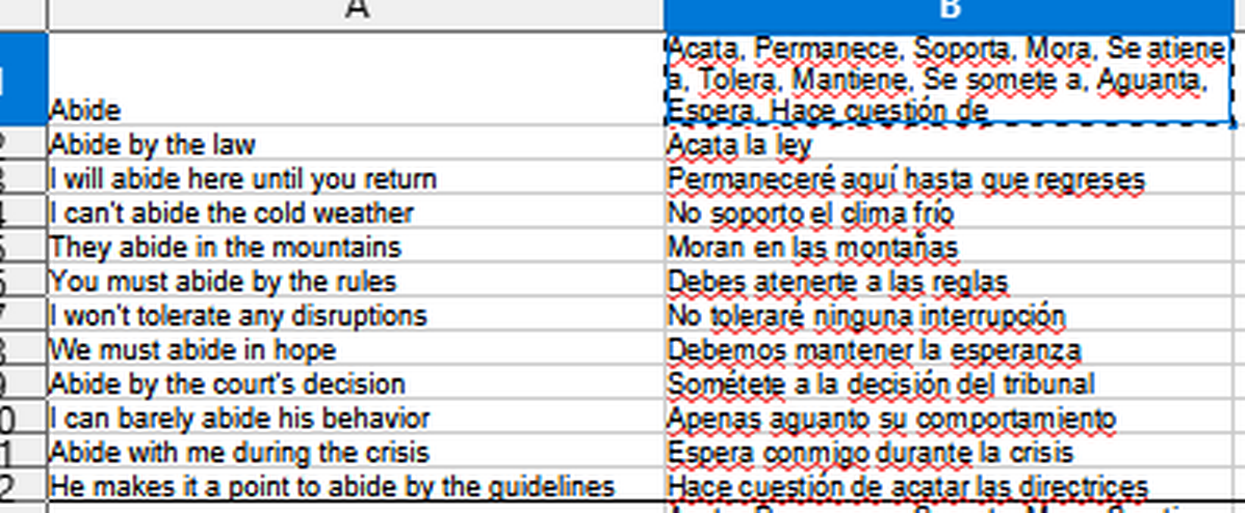 A B
Acata, Permanece, Soporta, Mora, Se atiene
a, Tolera, Mantiene, Se somete a, Aguanta,
Abide Espera, Hace cuestión de
Abide by the law Acata la ley
I will abide here until you return Permaneceré aquí hasta que regreses
I can't abide the cold weather No soporto el clima frío
They abide in the mountains Moran en las montañas
You must abide by the rules Debes atenerte a las reglas
I won't tolerate any disruptions No toleraré ninguna interrupción
We must abide in hope Debemos mantener la esperanza
Abide by the court's decision Sométete a la decisión del tribunal
I can barely abide his behavior Apenas aguanto su comportamiento
Abide with me during the crisis Espera conmigo durante la crisis
He makes it a point to abide by the guidelines Hace cuestión de acatar las directrices